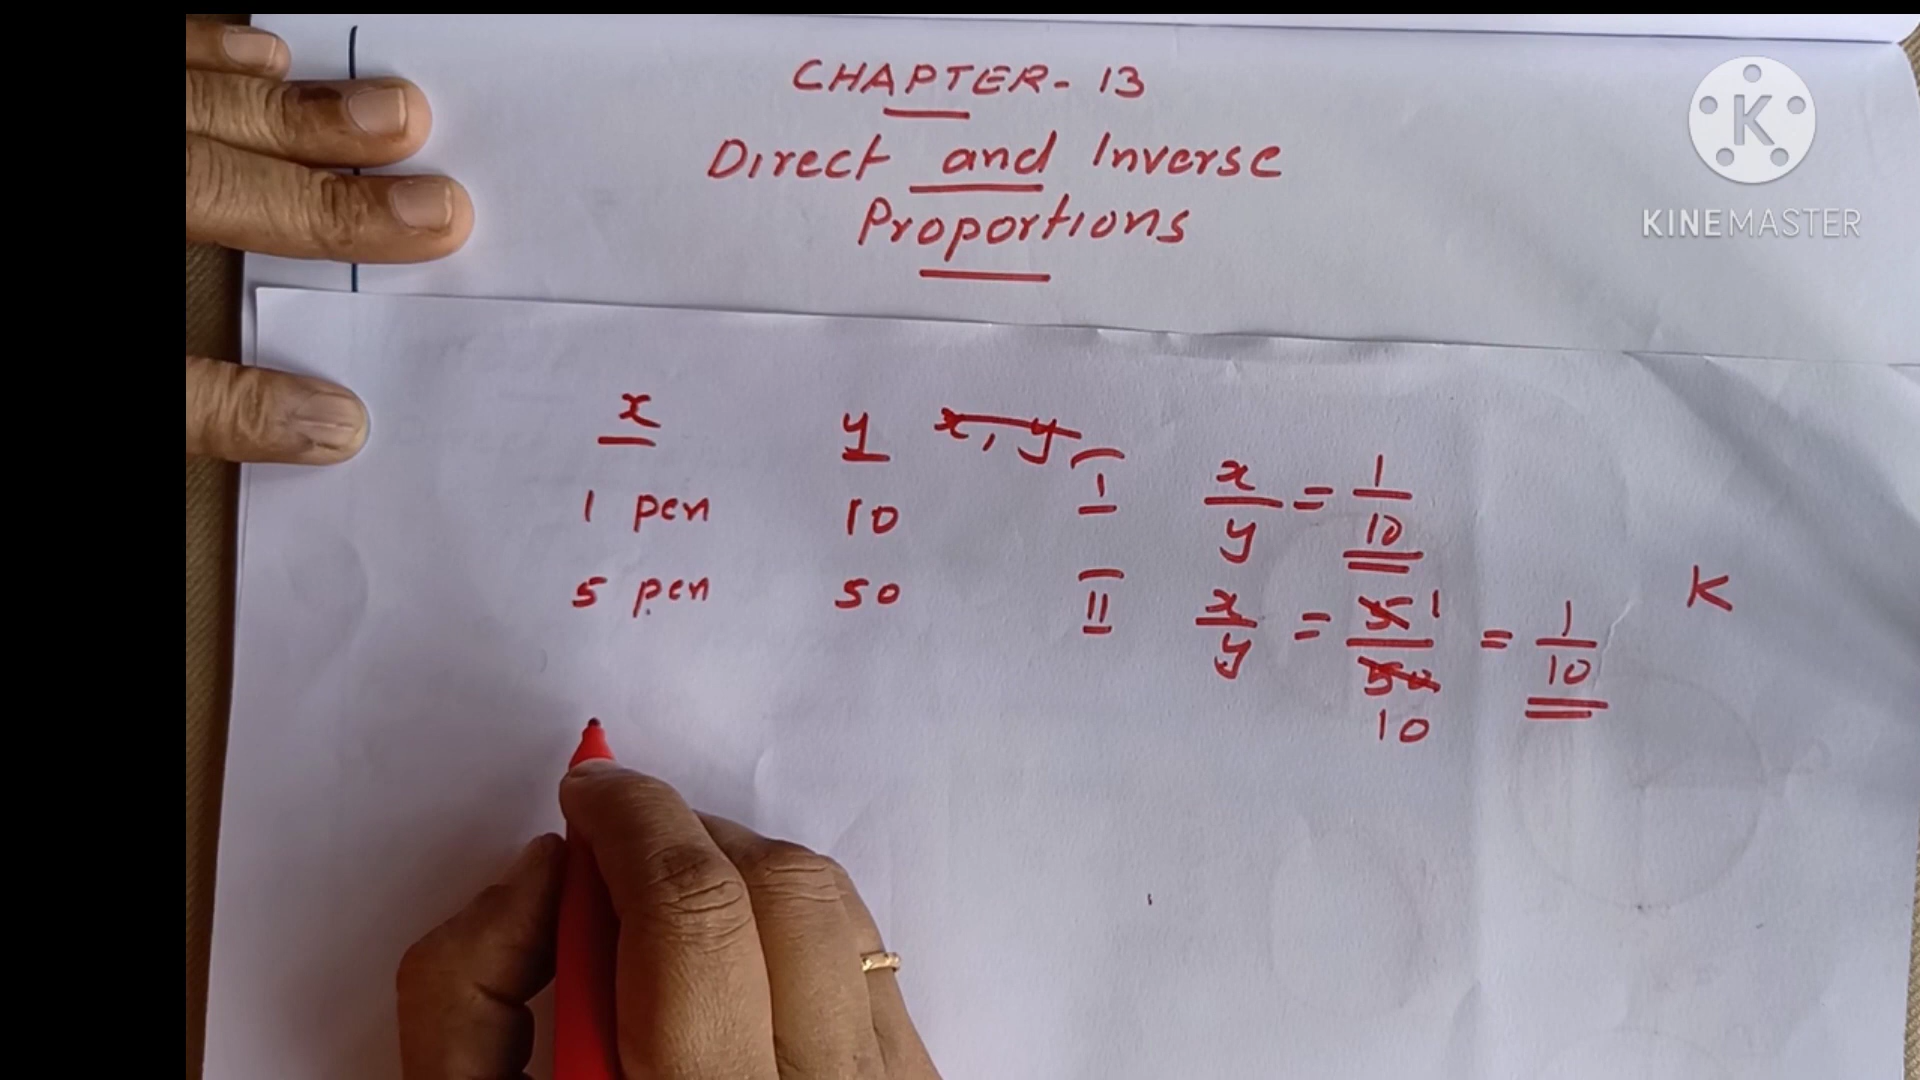 CHAPTER-13
Direct and Inverse
Proportions
K
KINEMASTER
x y x, y
1 pen 10 I x/y = 1/10
5 pen 50 II x/y = 5/50 1/10 = 1/10
K